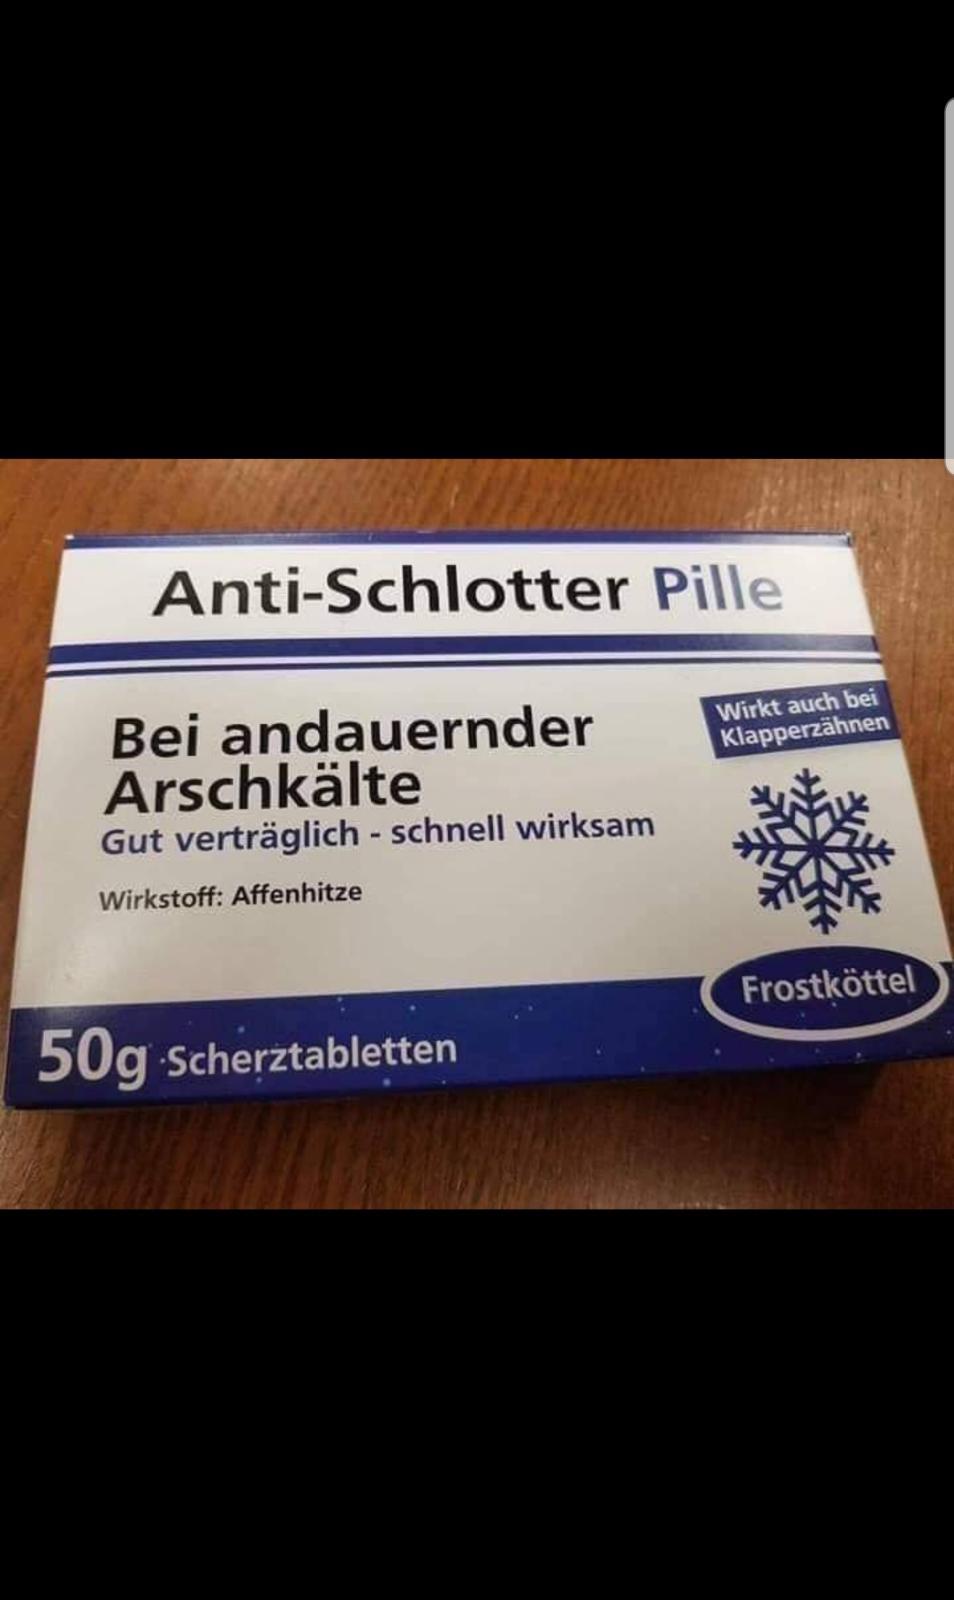 Anti-Schlotter Pille
Bei andauernder
Arschkälte
Gut verträglich - schnell wirksam
Wirkstoff: Affenhitze
Wirkt auch bei
Klapperzähnen
Frostköttel
50g ·Scherztabletten